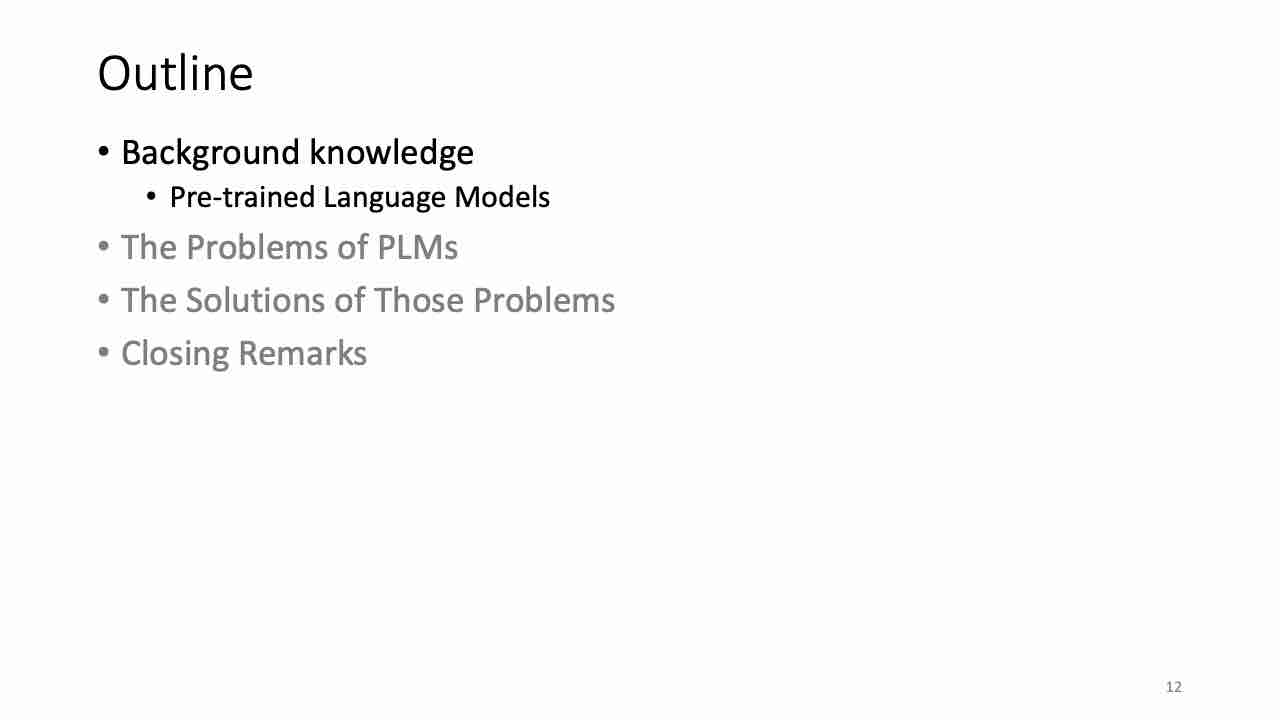 Outline
• Background knowledge
• Pre-trained Language Models
• The Problems of PLMs
• The Solutions of Those Problems
• Closing Remarks
12